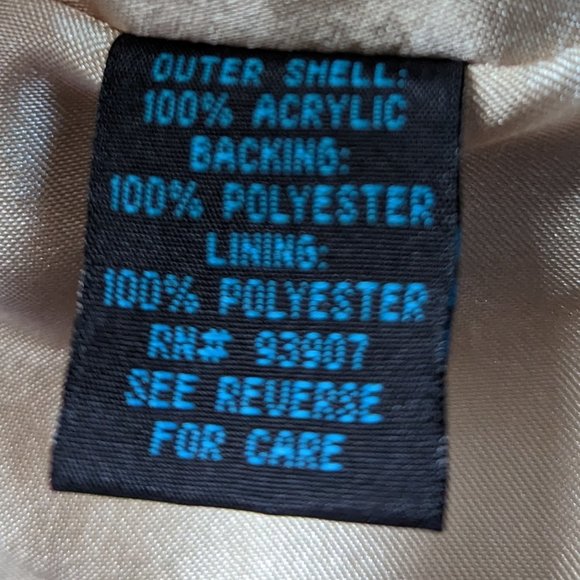 OUTER SHELL:
100% ACRYLIC
BACKING:
100% POLYESTER
LINING:
100% POLYESTER
RN# 93907
SEE REVERSE
FOR CARE